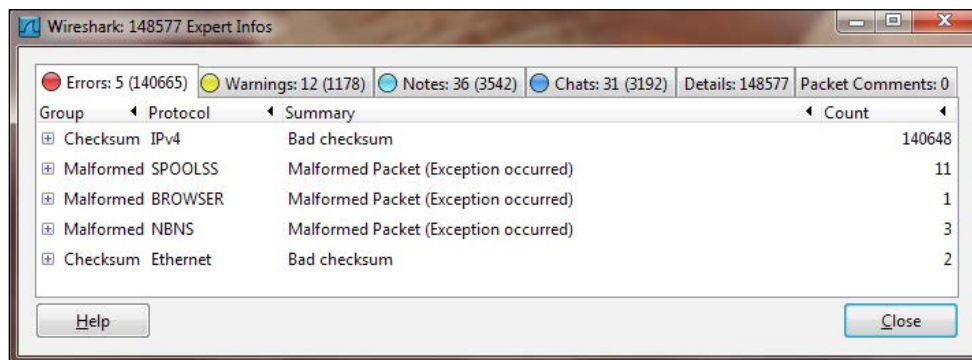 Wireshark: 148577 Expert Infos
Errors: 5 (140665) Warnings: 12 (1178) Notes: 36 (3542) Chats: 31 (3192) Details: 148577 Packet Comments: 0
Group Protocol Summary Count
Checksum IPv4 Bad checksum 140648
Malformed SPOOLSS Malformed Packet (Exception occurred) 11
Malformed BROWSER Malformed Packet (Exception occurred) 1
Malformed NBNS Malformed Packet (Exception occurred) 3
Checksum Ethernet Bad checksum 2
Help Close